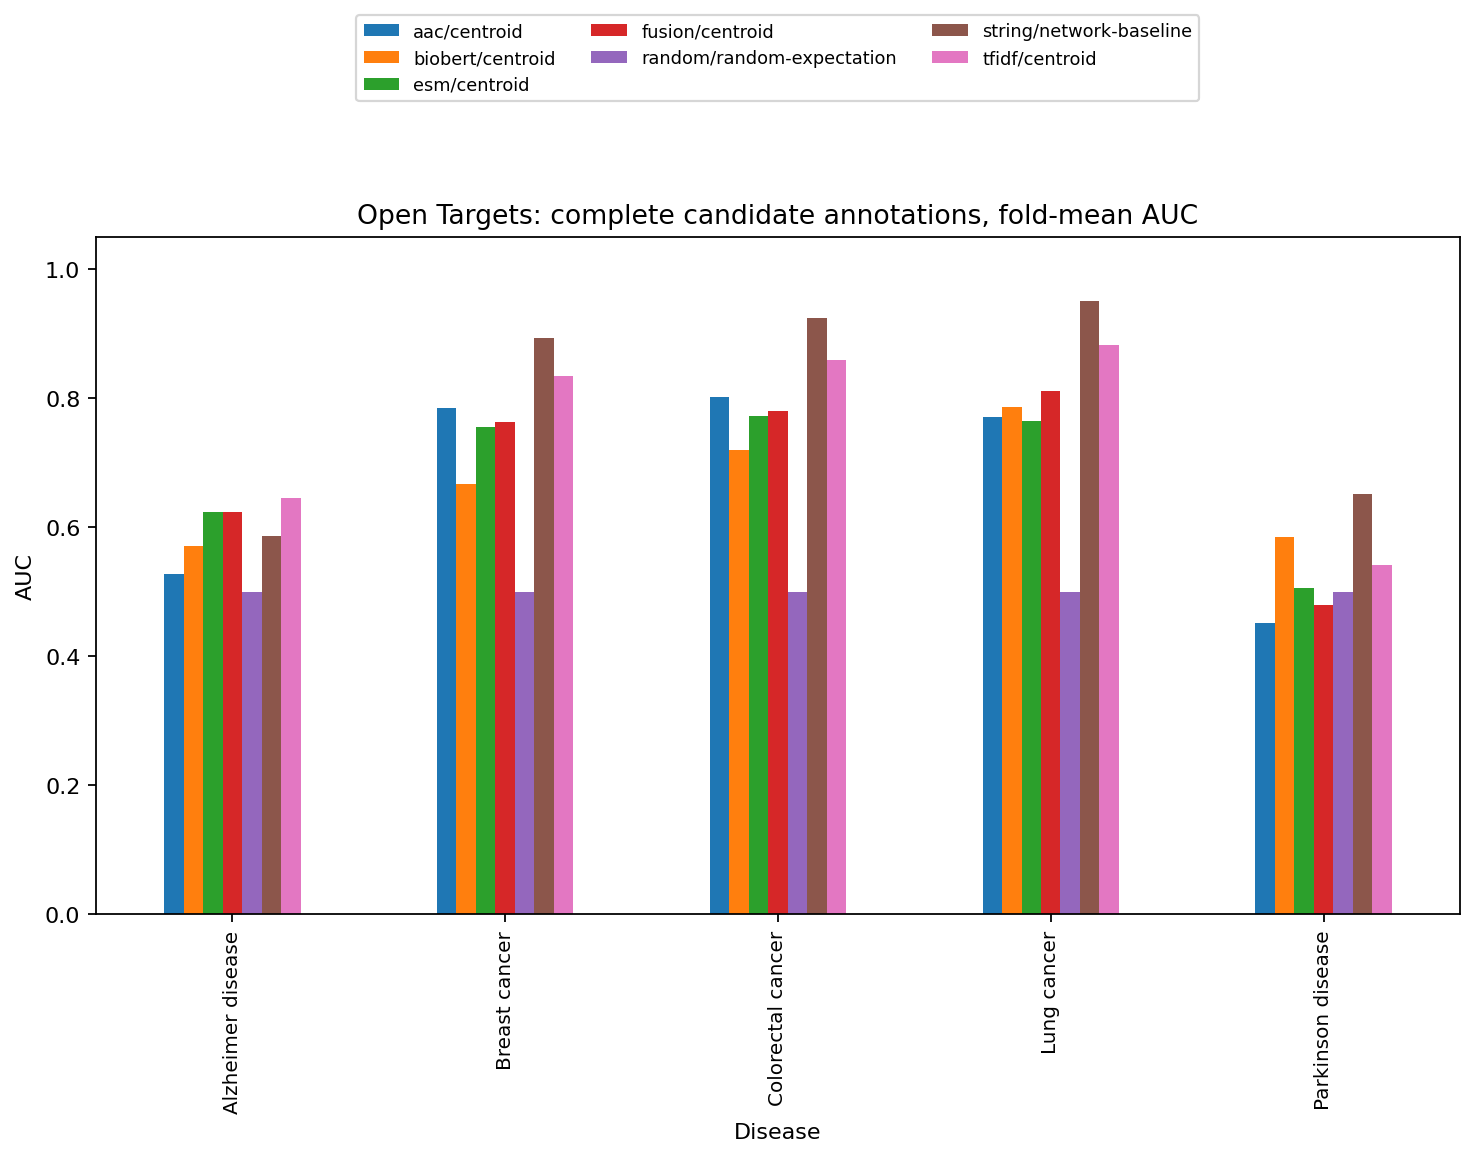 aac/centroid
biobert/centroid
esm/centroid
fusion/centroid
random/random-expectation
string/network-baseline
tfidf/centroid
Open Targets: complete candidate annotations, fold-mean AUC
AUC
1.0
0.8
0.6
0.4
0.2
0.0
Alzheimer disease
Breast cancer
Colorectal cancer
Lung cancer
Parkinson disease
Disease